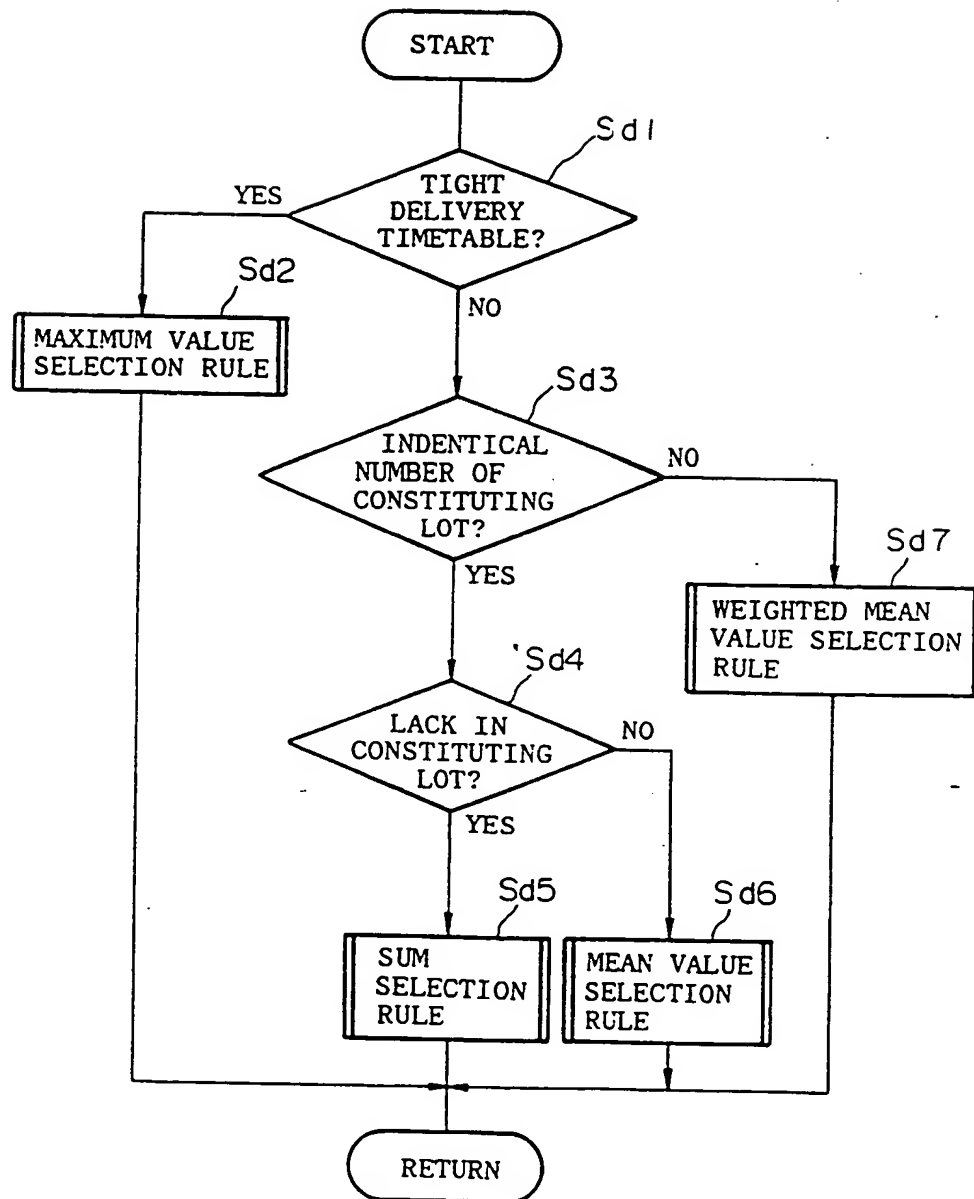 START
Sd1
YES
TIGHT
DELIVERY
TIMETABLE?
NO
Sd2
MAXIMUM VALUE
SELECTION RULE
Sd3
INDENTICAL
NUMBER OF
CONSTITUTING
LOT?
NO
YES
Sd7
WEIGHTED MEAN
VALUE SELECTION
RULE
Sd4
LACK IN
CONSTITUTING
LOT?
NO
YES
Sd5
SUM
SELECTION
RULE
Sd6
MEAN VALUE
SELECTION
RULE
RETURN